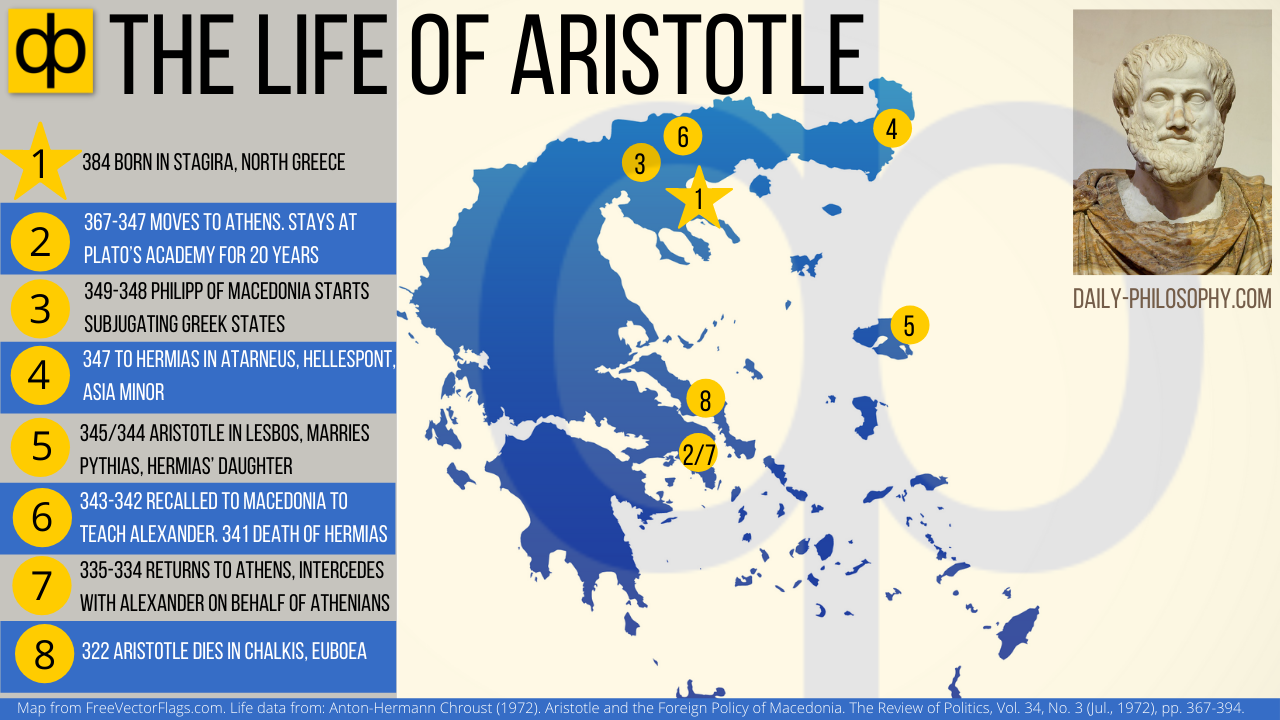 THE LIFE OF ARISTOTLE
1
384 BORN IN STAGIRA, NORTH GREECE
2
367-347 MOVES TO ATHENS. STAYS AT
PLATO'S ACADEMY FOR 20 YEARS
3
349-348 PHILIPP OF MACEDONIA STARTS
SUBJUGATING GREEK STATES
4
347 TO HERMIAS IN ATARNEUS, HELLESPONT,
ASIA MINOR
5
345/344 ARISTOTLE IN LESBOS, MARRIES
PYTHIAS, HERMIAS' DAUGHTER
6
343-342 RECALLED TO MACEDONIA TO
TEACH ALEXANDER. 341 DEATH OF HERMIAS
7
335-334 RETURNS TO ATHENS, INTERCEDES
WITH ALEXANDER ON BEHALF OF ATHENIANS
8
322 ARISTOTLE DIES IN CHALKIS, EUBOEA
6
4
3
1
5
8
2/7
DAILY-PHILOSOPHY.COM
Map from FreeVectorFlags.com. Life data from: Anton-Hermann Chroust (1972). Aristotle and the Foreign Policy of Macedonia. The Review of Politics, Vol. 34, No. 3 (Jul., 1972), pp. 367-394.